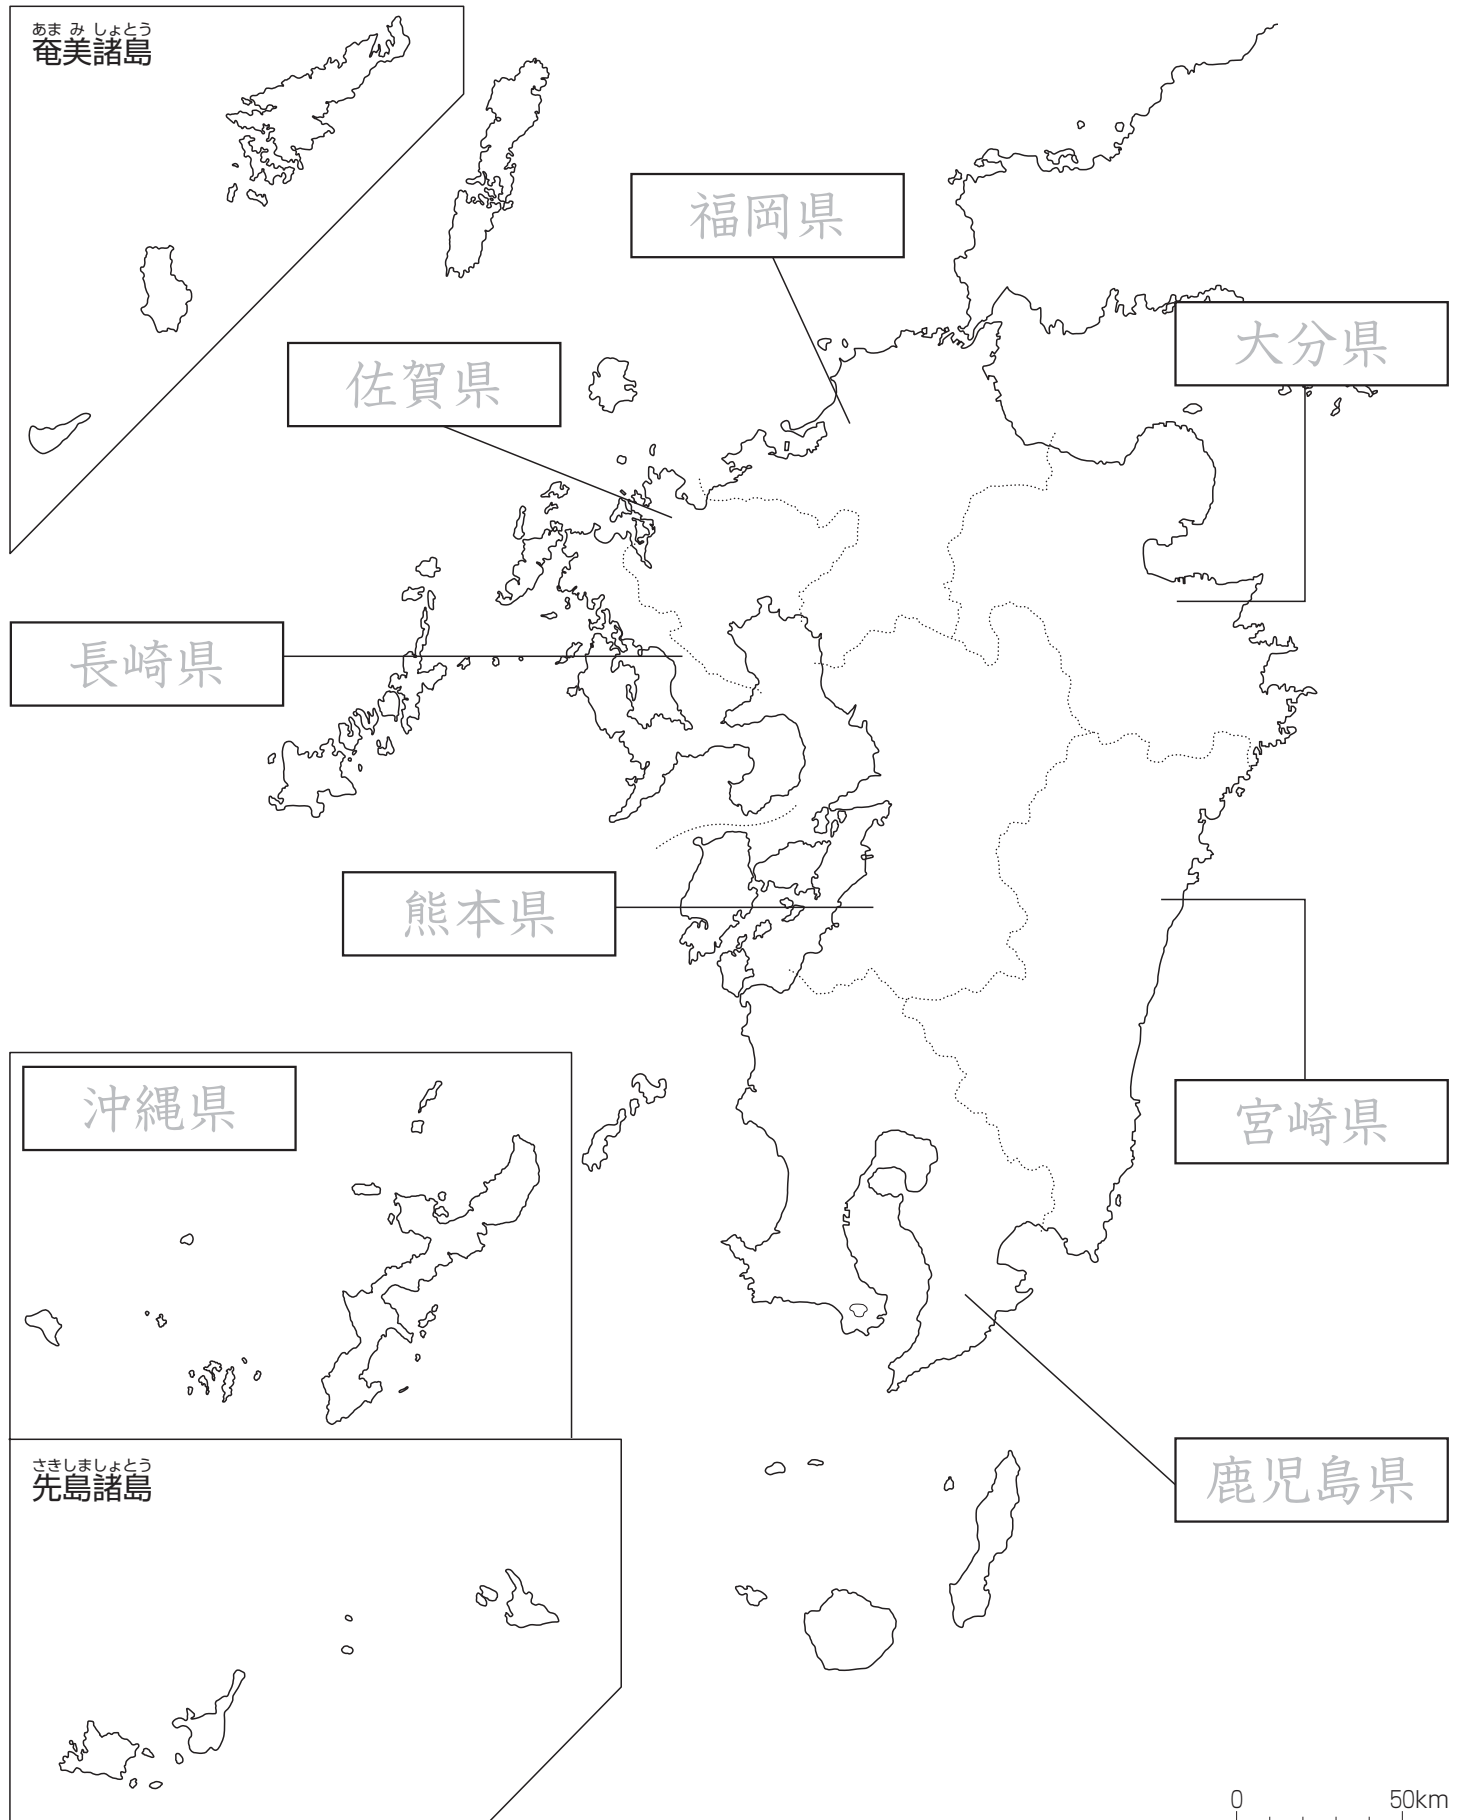 あまみしょとう
奄美諸島
福岡県
大分県
佐賀県
長崎県
熊本県
沖縄県
宮崎県
さきしましょとう
先島諸島
鹿児島県
0 50km